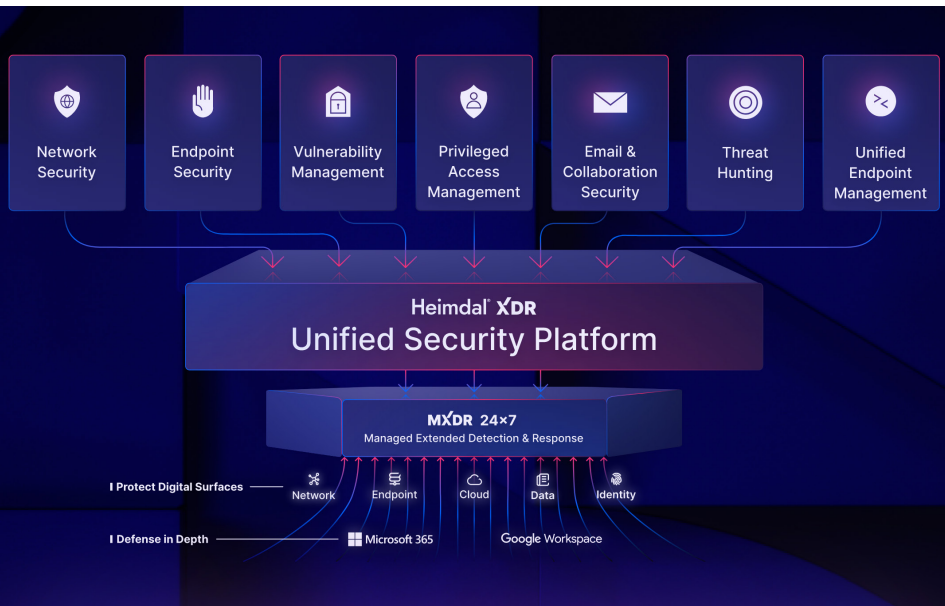 Network
Security
Endpoint
Security
Vulnerability
Management
Privileged
Access
Management
Email &
Collaboration
Security
Threat
Hunting
Unified
Endpoint
Management
Heimdal® XDR
Unified Security Platform
MXDR 24×7
Managed Extended Detection & Response
Protect Digital Surfaces
Network
Endpoint
Cloud
Data
Identity
Defense in Depth
Microsoft 365
Google Workspace